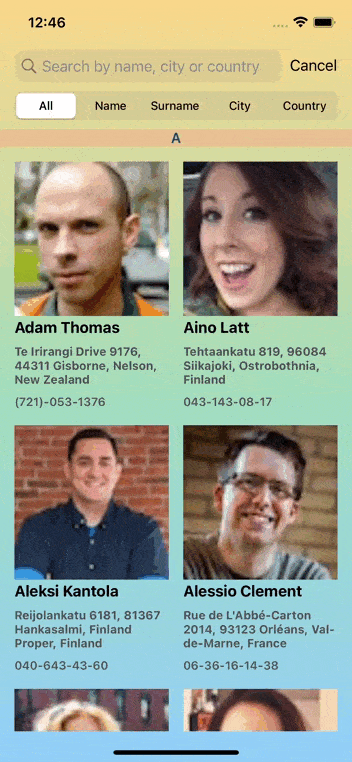 12:46
Search by name, city or country Cancel
All Name Surname City Country
A
Adam Thomas
Te Irirangi Drive 9176,
44311 Gisborne, Nelson,
New Zealand
(721)-053-1376
Aino Latt
Tehtaankatu 819, 96084
Siikajoki, Ostrobothnia,
Finland
043-143-08-17
Aleksi Kantola
Reijolankatu 6181, 81367
Hankasalmi, Finland
Proper, Finland
040-643-43-60
Alessio Clement
Rue de L'Abbé-Carton
2014, 93123 Orléans, Val-
de-Marne, France
06-36-16-14-38